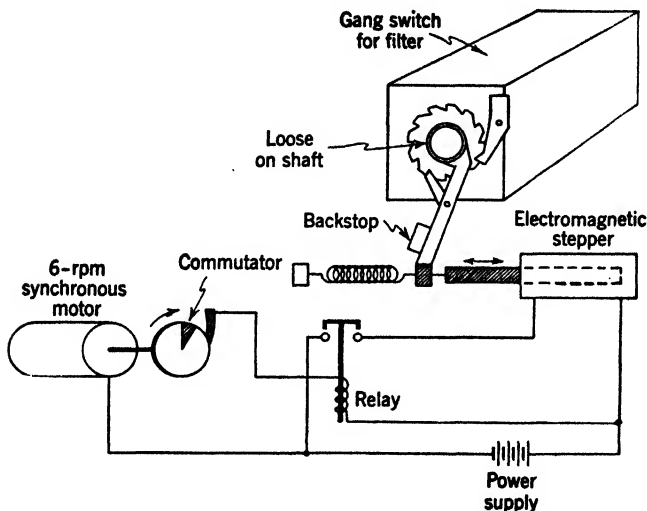 Gang switch
for filter
Loose
on shaft
Backstop
Electromagnetic
stepper
6-rpm
synchronous
motor
Commutator
Relay
Power
supply